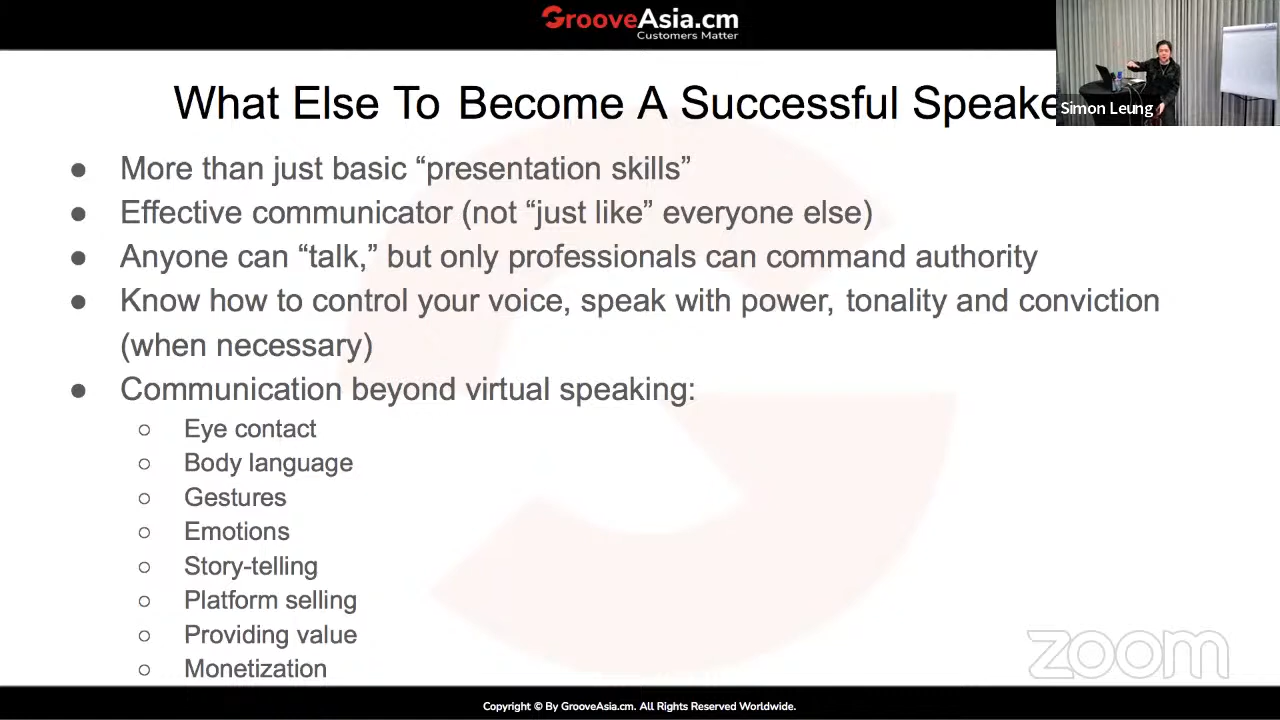 GrooveAsia.cm
Customers Matter
What Else To Become A Successful Speake
Simon Leung
● More than just basic “presentation skills”
● Effective communicator (not “just like” everyone else)
● Anyone can “talk,” but only professionals can command authority
● Know how to control your voice, speak with power, tonality and conviction
(when necessary)
● Communication beyond virtual speaking:
○ Eye contact
○ Body language
○ Gestures
○ Emotions
○ Story-telling
○ Platform selling
○ Providing value
○ Monetization
zoom
Copyright © By GrooveAsia.cm. All Rights Reserved Worldwide.